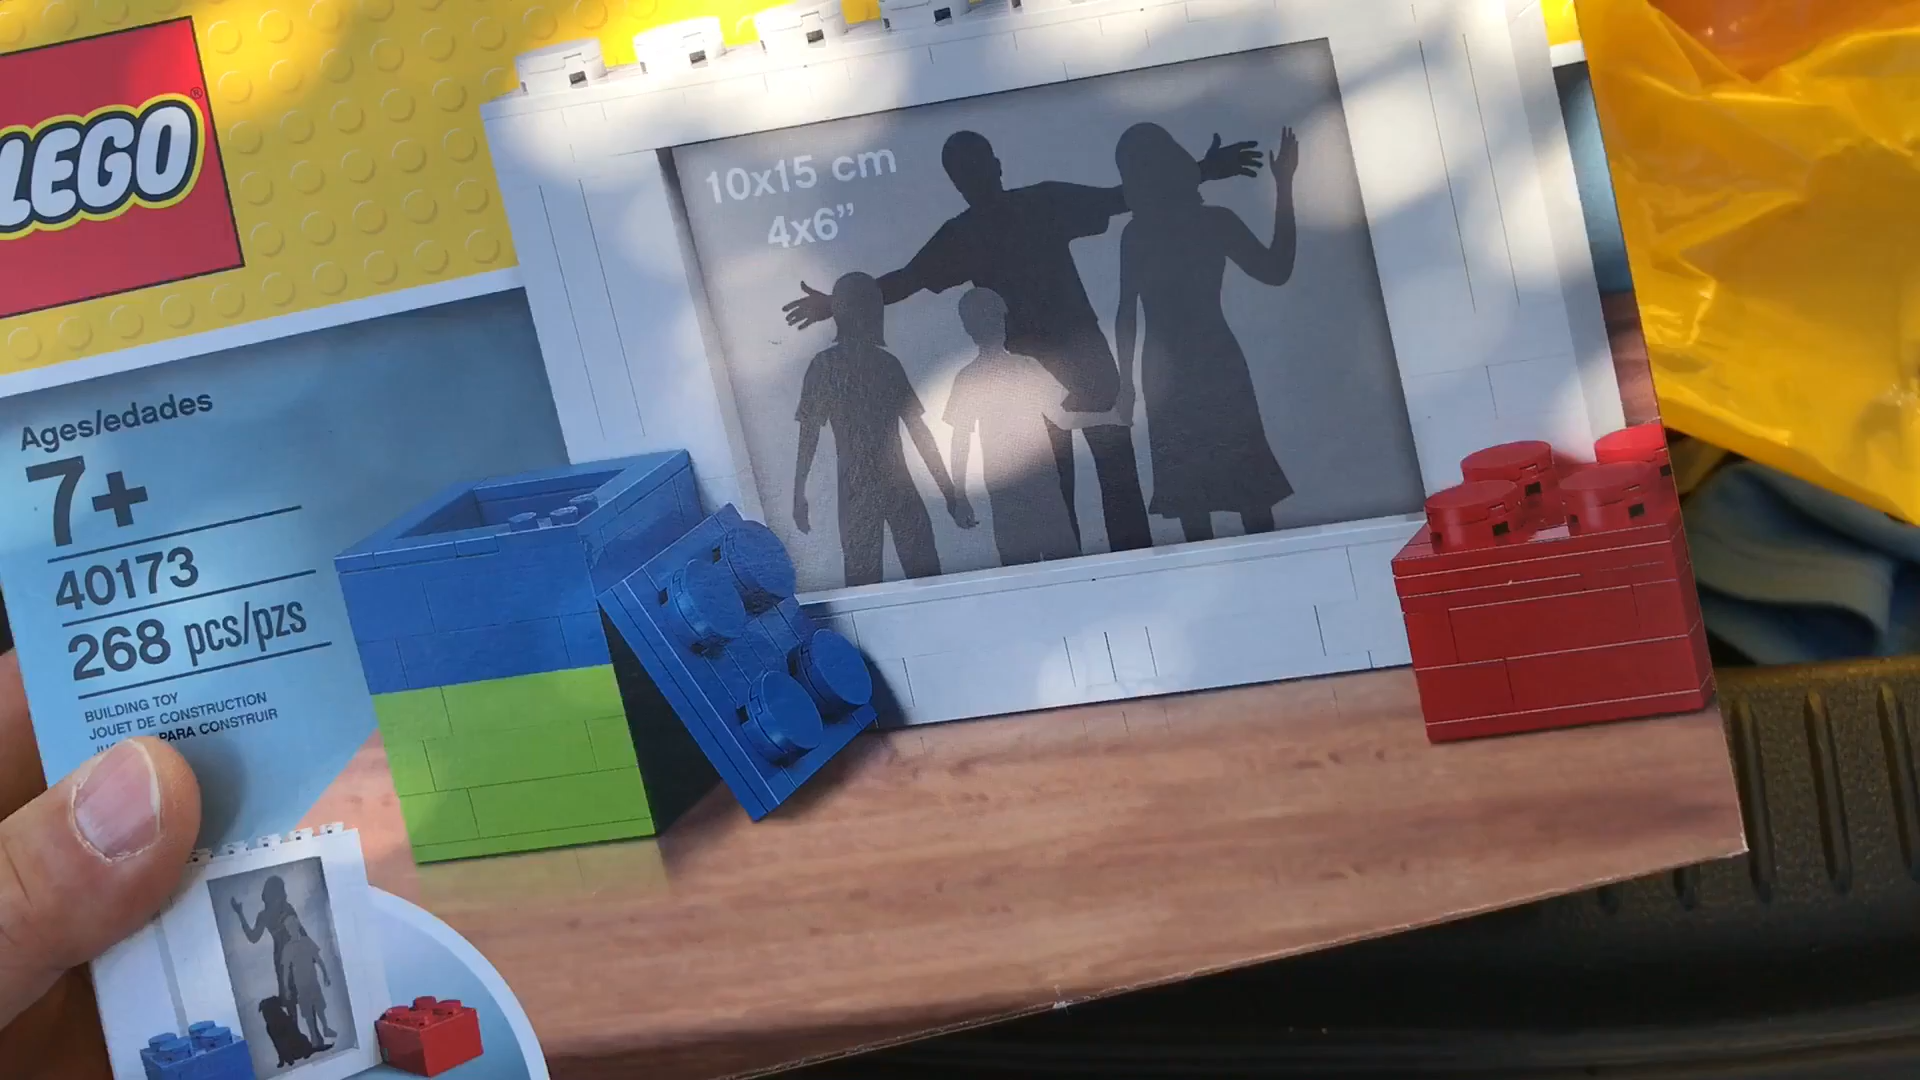 LEGO
10x15 cm
4x6”
Ages/edades
7+
40173
268 pcs/pzs
BUILDING TOY
JOUET DE CONSTRUCTION
PARA CONSTRUIR